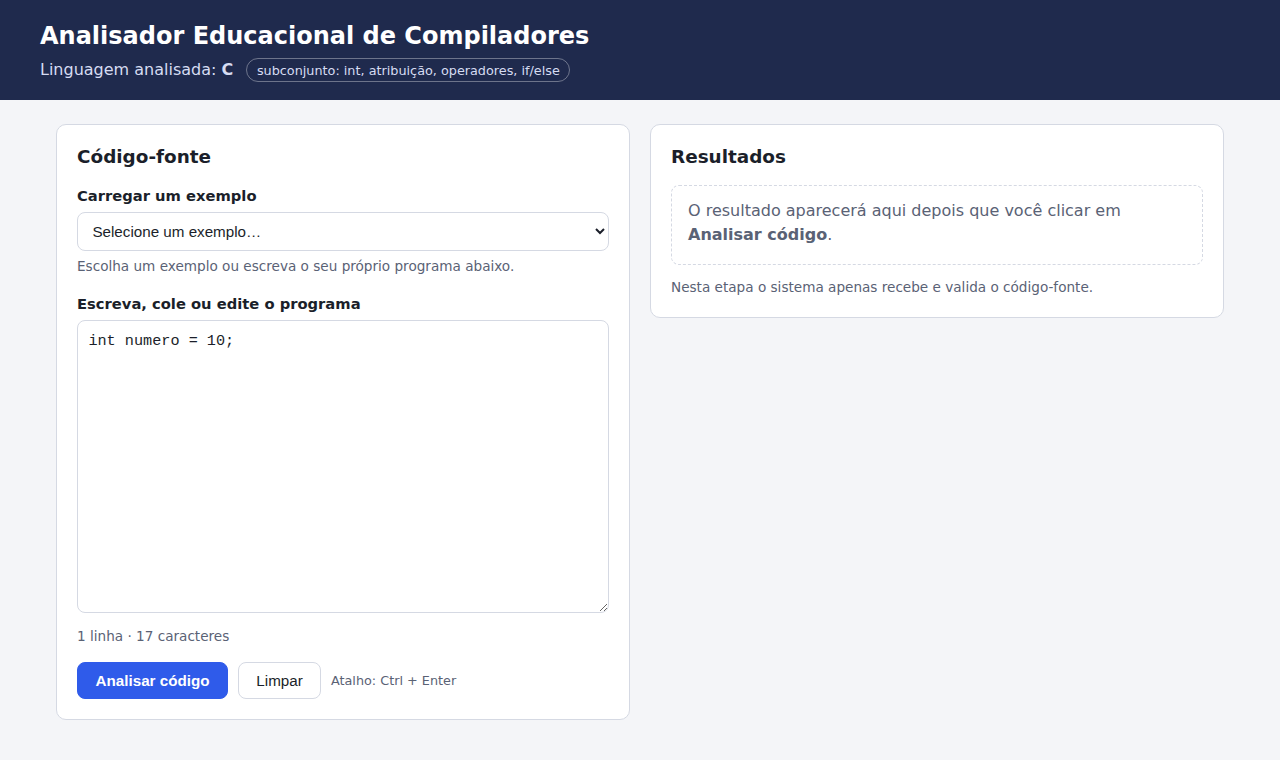 Analisador Educacional de Compiladores
Linguagem analisada: C subconjunto: int, atribuição, operadores, if/else
Código-fonte
Carregar um exemplo
Selecione um exemplo…
Escolha um exemplo ou escreva o seu próprio programa abaixo.
Escreva, cole ou edite o programa
int numero = 10;
1 linha · 17 caracteres
Analisar código Limpar Atalho: Ctrl + Enter
Resultados
O resultado aparecerá aqui depois que você clicar em
Analisar código.
Nesta etapa o sistema apenas recebe e valida o código-fonte.